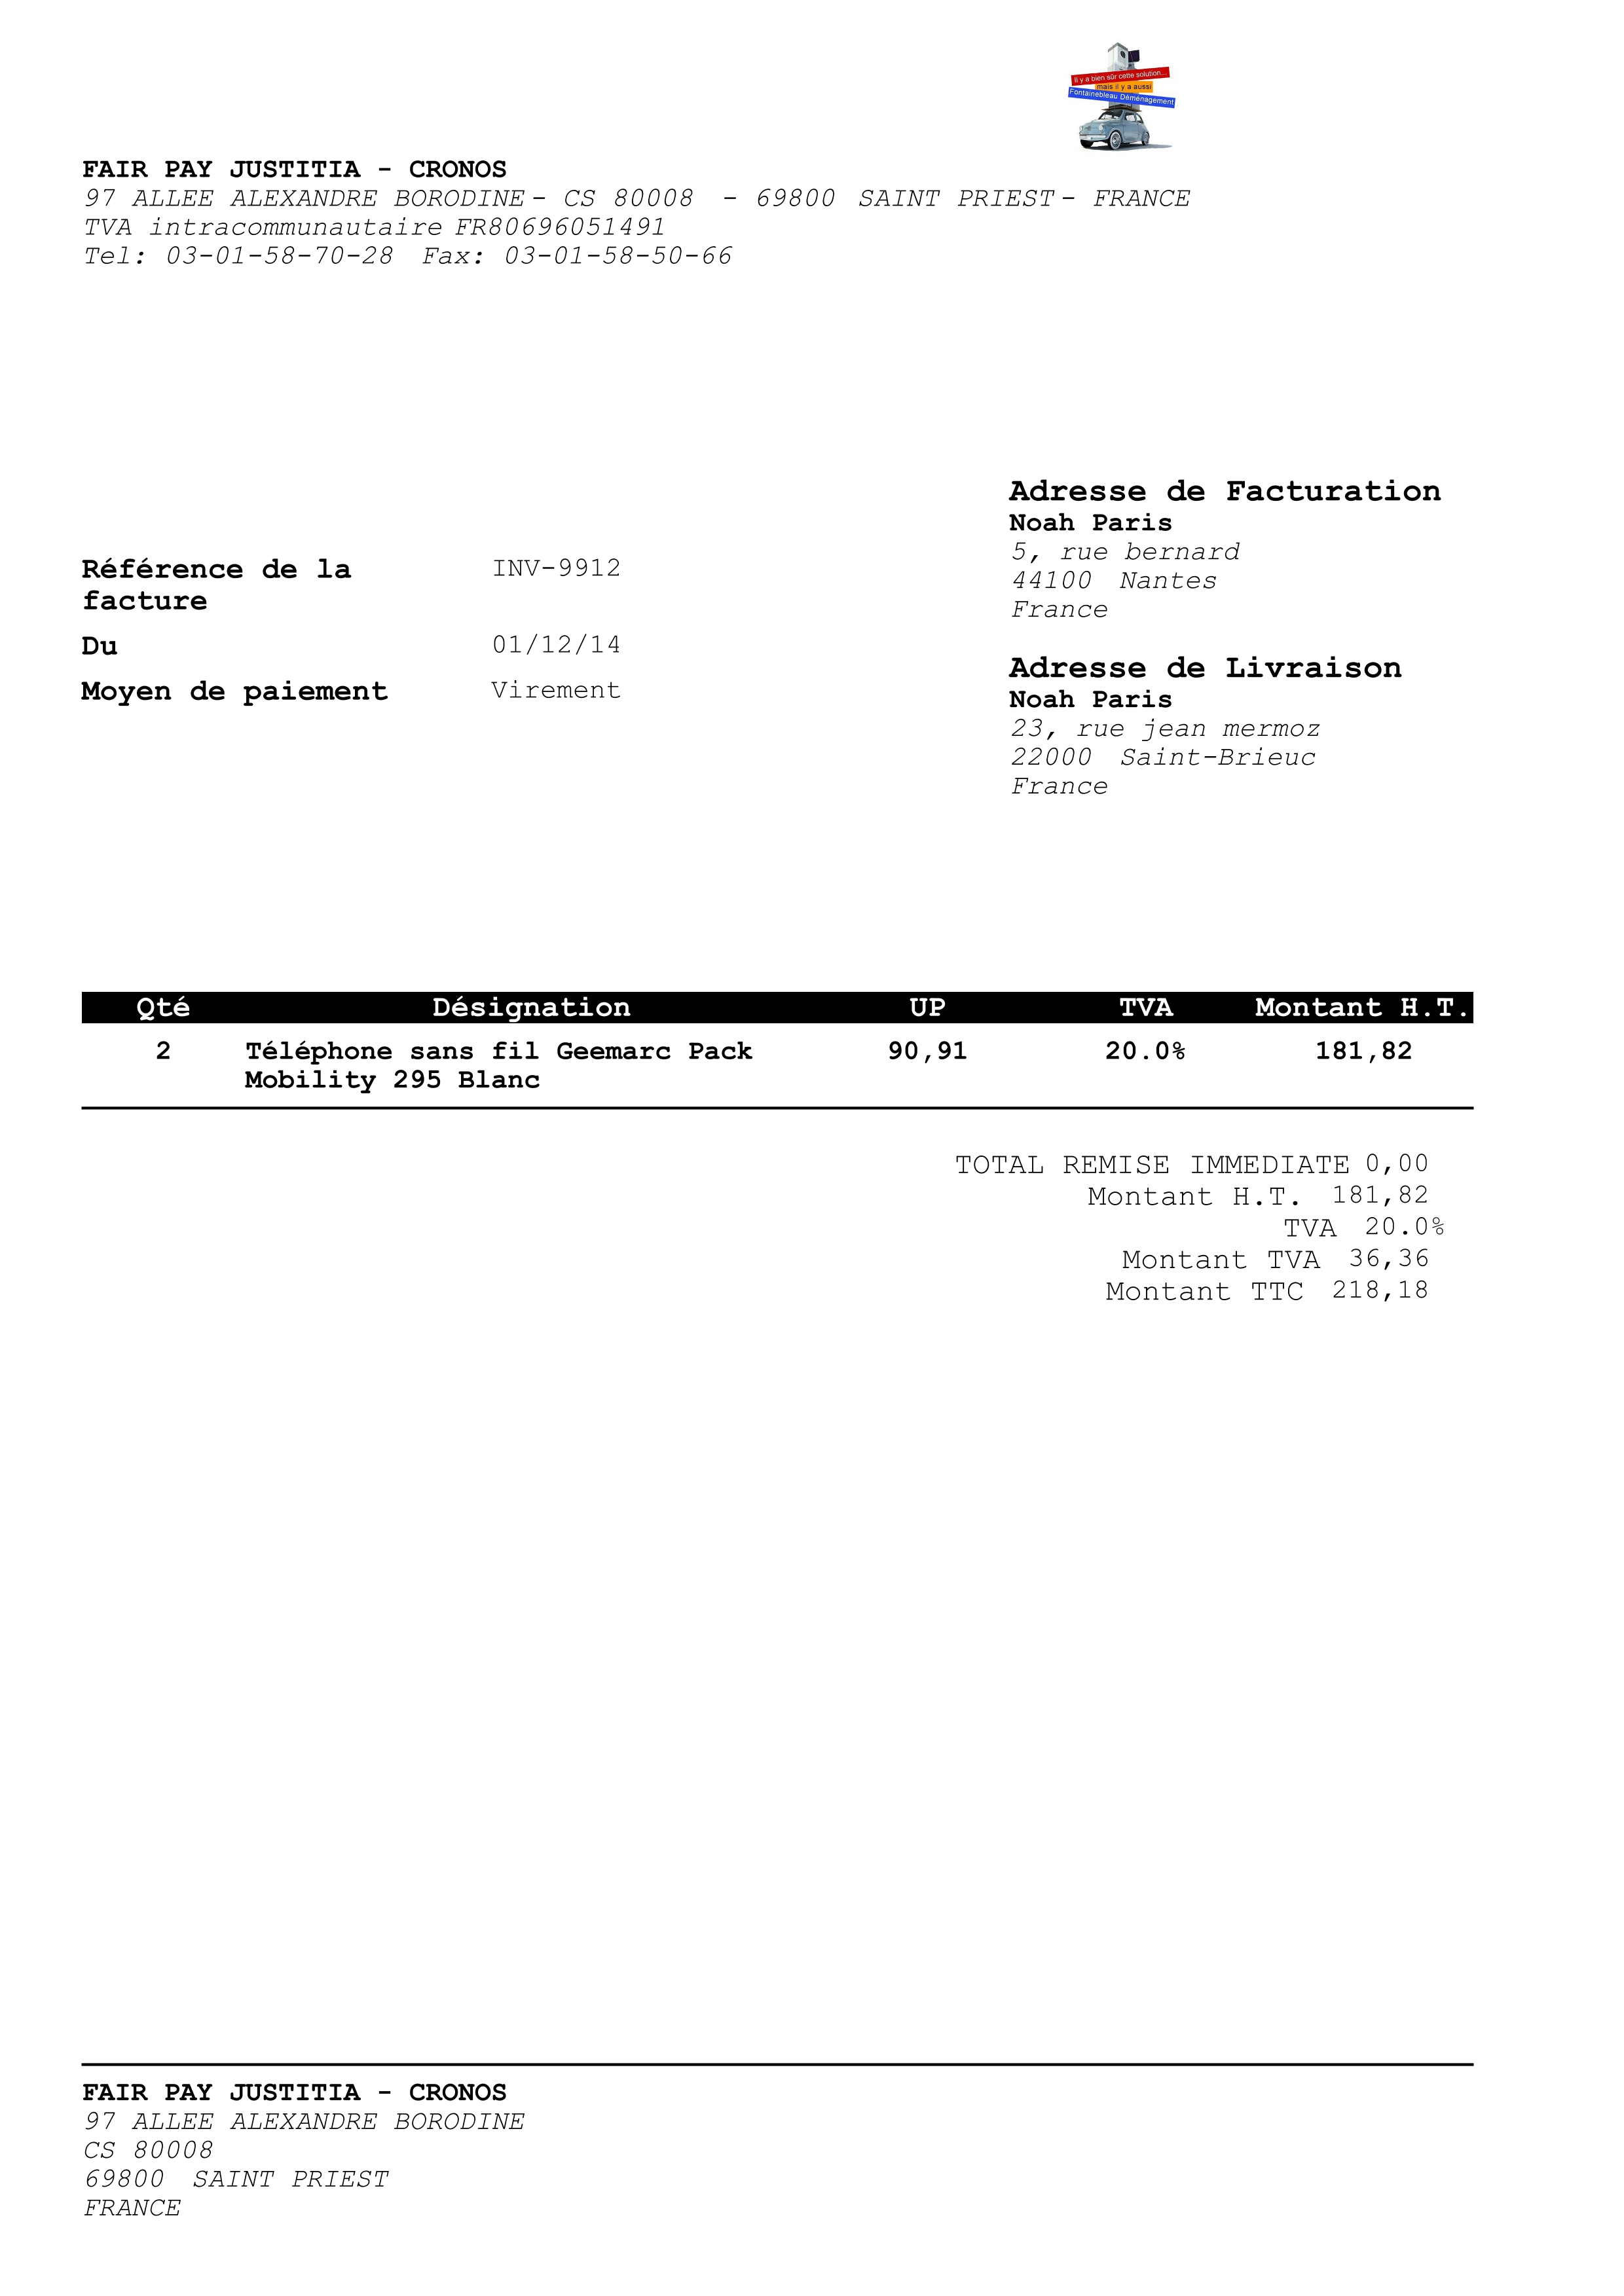 Il y a bien sûr cette solution...
mais il y a aussi
Fontainebleau Déménagement
FAIR PAY JUSTITIA - CRONOS
97 ALLEE ALEXANDRE BORODINE - CS 80008 - 69800 SAINT PRIEST - FRANCE
TVA intracommunautaire FR80696051491
Tel: 03-01-58-70-28 Fax: 03-01-58-50-66
Adresse de Facturation
Noah Paris
5, rue bernard
44100 Nantes
France
Référence de la facture INV-9912
Du 01/12/14
Moyen de paiement Virement
Adresse de Livraison
Noah Paris
23, rue jean mermoz
22000 Saint-Brieuc
France
Qté Désignation UP TVA Montant H.T.
2 Téléphone sans fil Geemarc Pack 90,91 20.0% 181,82
Mobility 295 Blanc
TOTAL REMISE IMMEDIATE 0,00
Montant H.T. 181,82
TVA 20.0%
Montant TVA 36,36
Montant TTC 218,18
FAIR PAY JUSTITIA - CRONOS
97 ALLEE ALEXANDRE BORODINE
CS 80008
69800 SAINT PRIEST
FRANCE